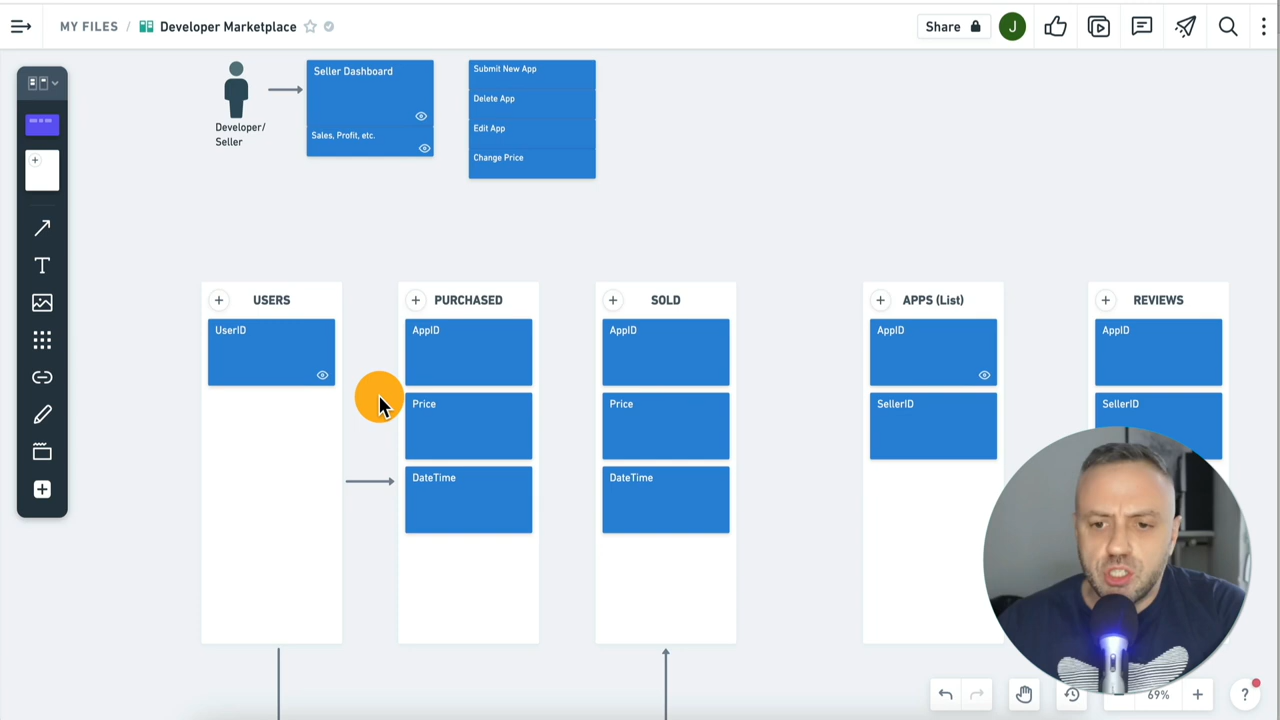 MY FILES / Developer Marketplace
Share
J
Developer/
Seller
Seller Dashboard
Sales, Profit, etc.
Submit New App
Delete App
Edit App
Change Price
USERS
UserID
PURCHASED
AppID
Price
DateTime
SOLD
AppID
Price
DateTime
APPS (List)
AppID
SellerID
REVIEWS
AppID
SellerID
T
69%
?